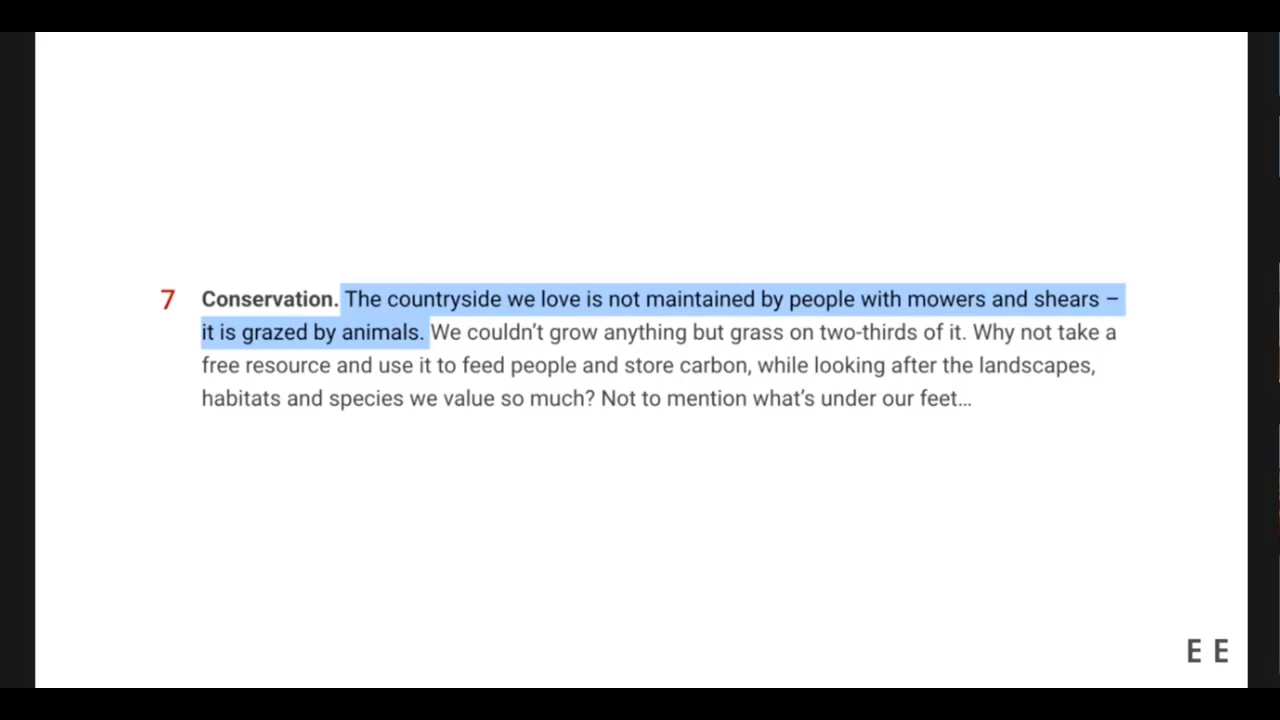 7 Conservation. The countryside we love is not maintained by people with mowers and shears –
it is grazed by animals. We couldn’t grow anything but grass on two-thirds of it. Why not take a
free resource and use it to feed people and store carbon, while looking after the landscapes,
habitats and species we value so much? Not to mention what’s under our feet…
E E